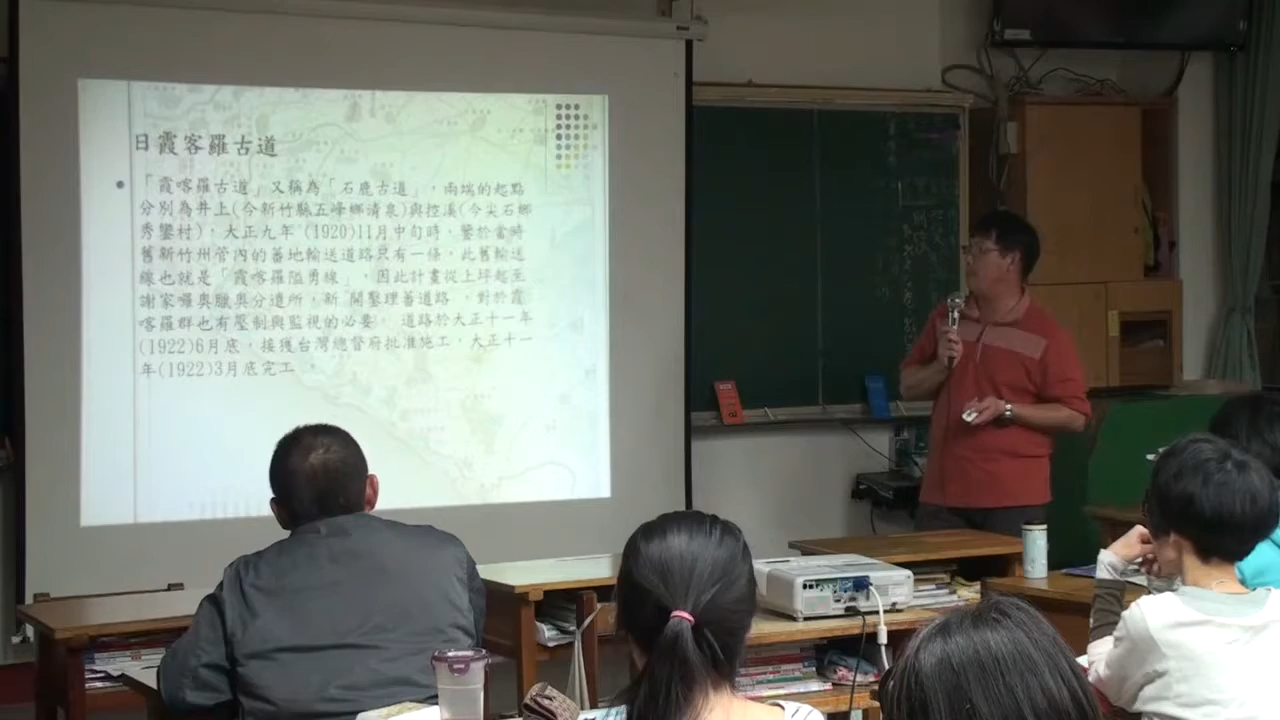 日霞客羅古道
「霞喀羅古道」又稱為「石鹿古道」，兩端的起點
分別為井上(今新竹縣五峰鄉清泉)與控溪(今尖石鄉
秀巒村)，大正九年 (1920)11月中旬時，鑒於當時
舊新竹州管內的蕃地輸送道路只有一條，此舊輸送
線也就是「霞喀羅隘勇線」，因此計畫從上坪起至
謝家囉與職與分遣所，新 開鑿理蕃道路 ，對於霞
喀羅群也有壓制與監視的必要。 道路於大正十一年
(1922)6月底，接獲台灣總督府批准施工，大正十一
年(1922)3月底完工 。